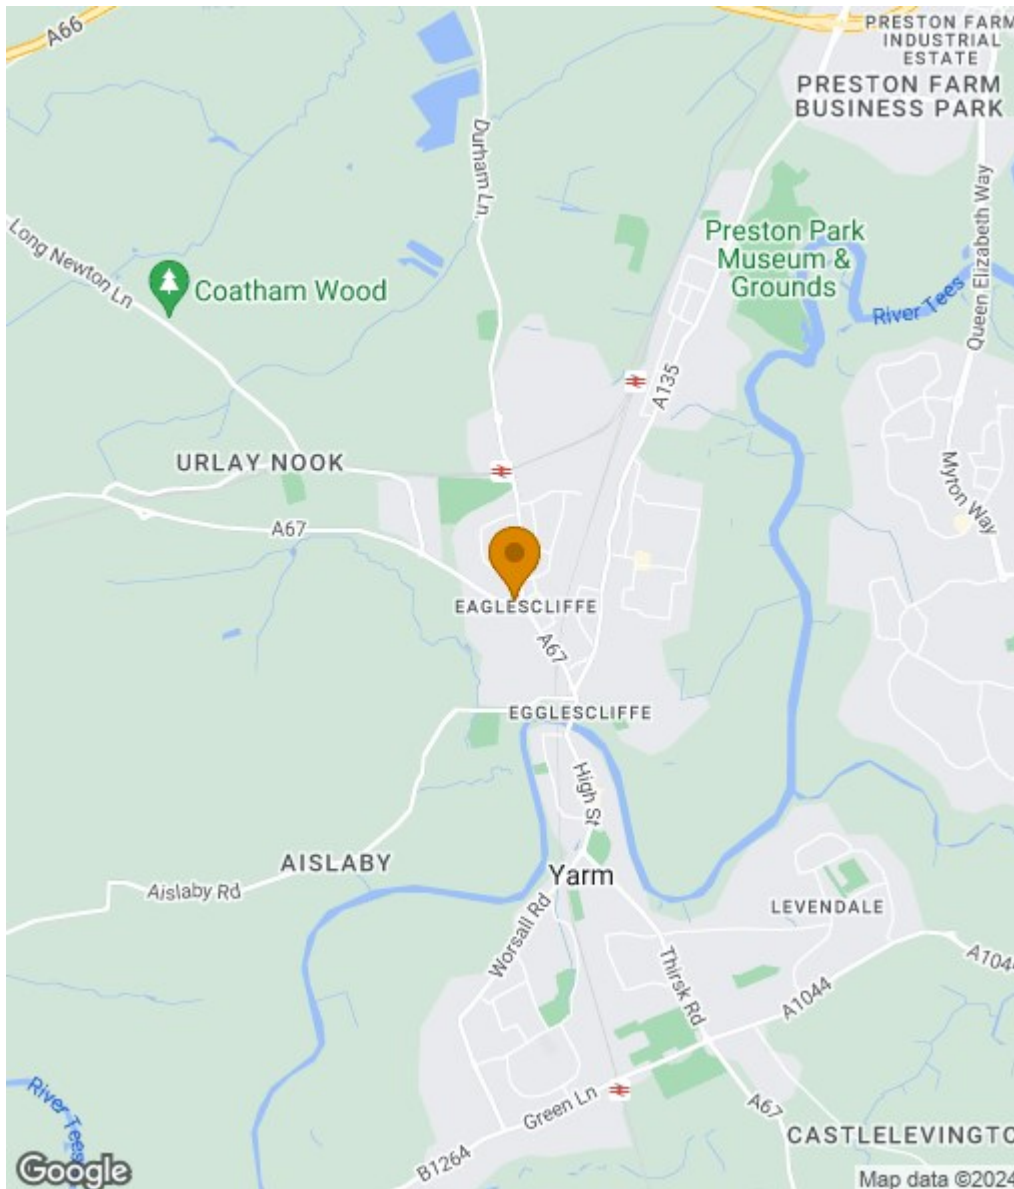 A66
PRESTON FARM
INDUSTRIAL
ESTATE
PRESTON FARM
BUSINESS PARK
Durham Ln.
Queen Elizabeth Way
Long Newton Ln
Preston Park
Museum &
Grounds
Coatham Wood
River Tees
A135
URLAY NOOK
Myton Way
A67
EAGLESCLIFFE
A67
EGGLESCLIFFE
High St
AISLABY
Yarm
Aislaby Rd
LEVENDALE
Worsall Rd
Thirsk Rd
A1044
A1044
River Tees
Green Ln
A67
CASTLELEVINGTO
B1264
Google
Map data ©2024